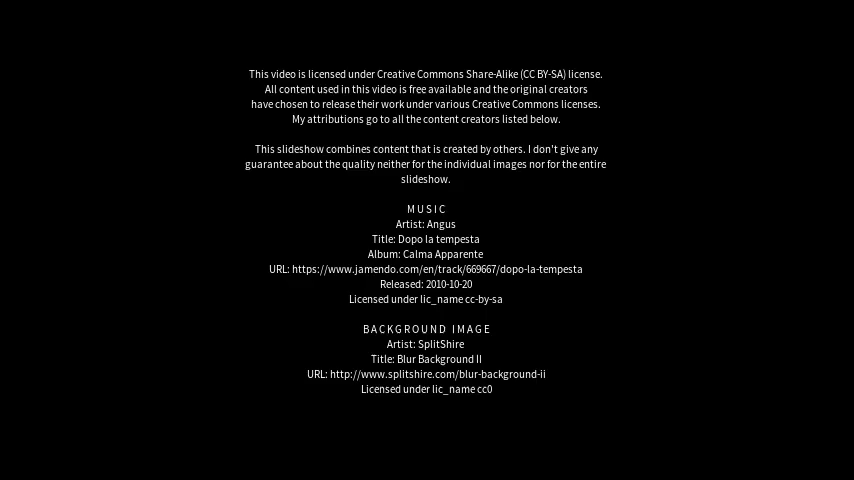 This video is licensed under Creative Commons Share-Alike (CC BY-SA) license.
All content used in this video is free available and the original creators
have chosen to release their work under various Creative Commons licenses.
My attributions go to all the content creators listed below.
This slideshow combines content that is created by others. I don't give any
guarantee about the quality neither for the individual images nor for the entire
slideshow.
MUSIC
Artist: Angus
Title: Dopo la tempesta
Album: Calma Apparente
URL: https://www.jamendo.com/en/track/669667/dopo-la-tempesta
Released: 2010-10-20
Licensed under lic_name cc-by-sa
BACKGROUND IMAGE
Artist: SplitShire
Title: Blur Background II
URL: http://www.splitshire.com/blur-background-ii
Licensed under lic_name cc0